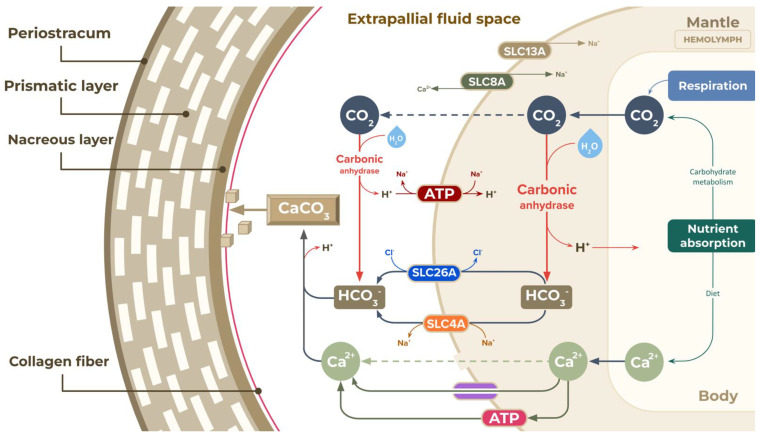 Extrapallial fluid space
Mantle
HEMOLYMPH
Periostracum
Prismatic layer
Nacreous layer
Collagen fiber
SLC13A
Na⁺
SLC8A
Na⁺
Ca²⁺
Respiration
CO₂
CO₂
CO₂
H₂O
H₂O
Carbonic
anhydrase
Carbonic
anhydrase
Carbohydrate
metabolism
Na⁺
Na⁺
H⁺
ATP
H⁺
CaCO₃
Nutrient
absorption
H⁺
H⁺
Cl⁻
Cl⁻
SLC26A
HCO₃⁻
HCO₃⁻
Diet
SLC4A
Na⁺
Na⁺
Ca²⁺
Ca²⁺
Ca²⁺
ATP
Body